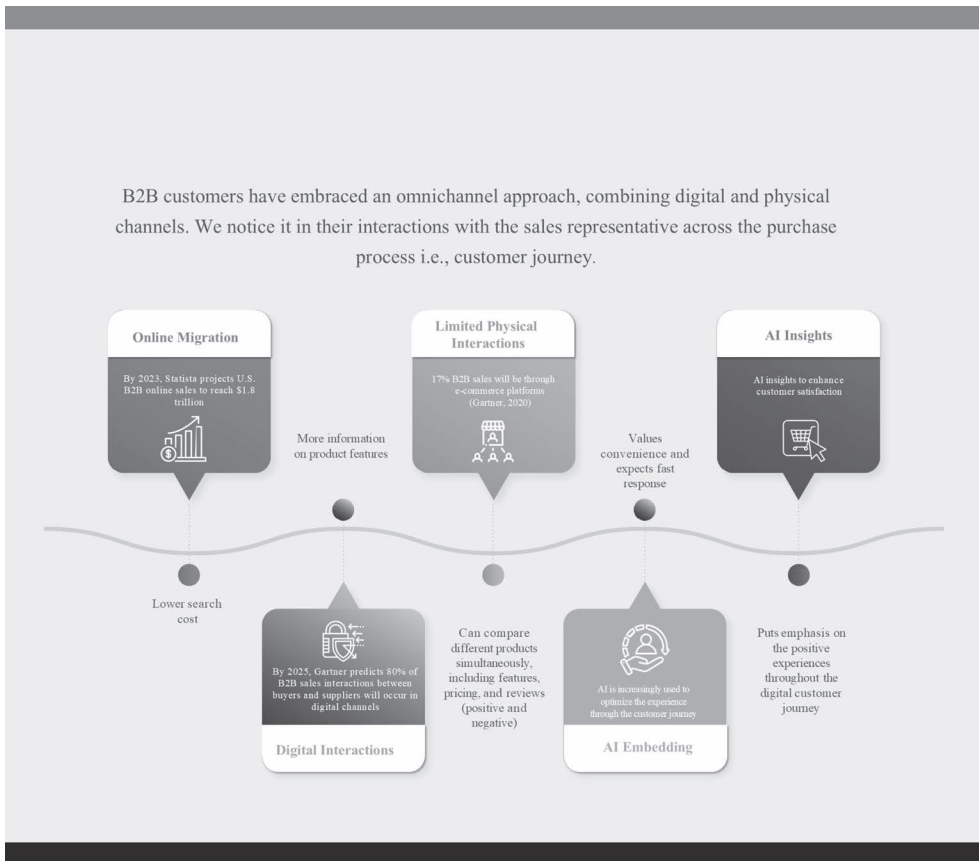 B2B customers have embraced an omnichannel approach, combining digital and physical
channels. We notice it in their interactions with the sales representative across the purchase
process i.e., customer journey.
Online Migration
By 2023, Statista projects U.S.
B2B online sales to reach $1.8
trillion
$
Lower search
cost
More information
on product features
By 2025, Gartner predicts 80% of
B2B sales interactions between
buyers and suppliers will occur in
digital channels
Digital Interactions
Limited Physical
Interactions
17% B2B sales will be through
e-commerce platforms
(Gartner, 2020)
Can compare
different products
simultaneously,
including features,
pricing, and reviews
(positive and
negative)
Values
convenience and
expects fast
response
AI is increasingly used to
optimize the experience
through the customer journey
AI Embedding
AI Insights
AI insights to enhance
customer satisfaction
Puts emphasis on
the positive
experiences
throughout the
digital customer
journey